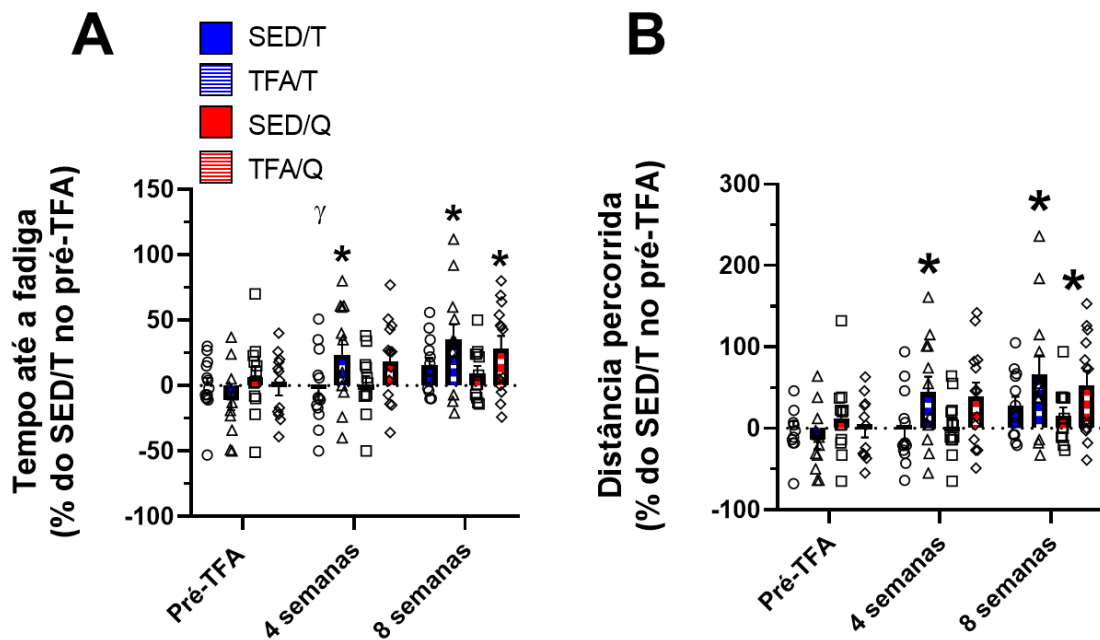 A
SED/T
TFA/T
SED/Q
TFA/Q
Tempo até a fadiga
(% do SED/T no pré-TFA)
150
100
50
0
-50
-100
γ
*
*
*
Pré-TFA
4 semanas
8 semanas
B
Distância percorrida
(% do SED/T no pré-TFA)
300
200
100
0
-100
*
*
*
Pré-TFA
4 semanas
8 semanas